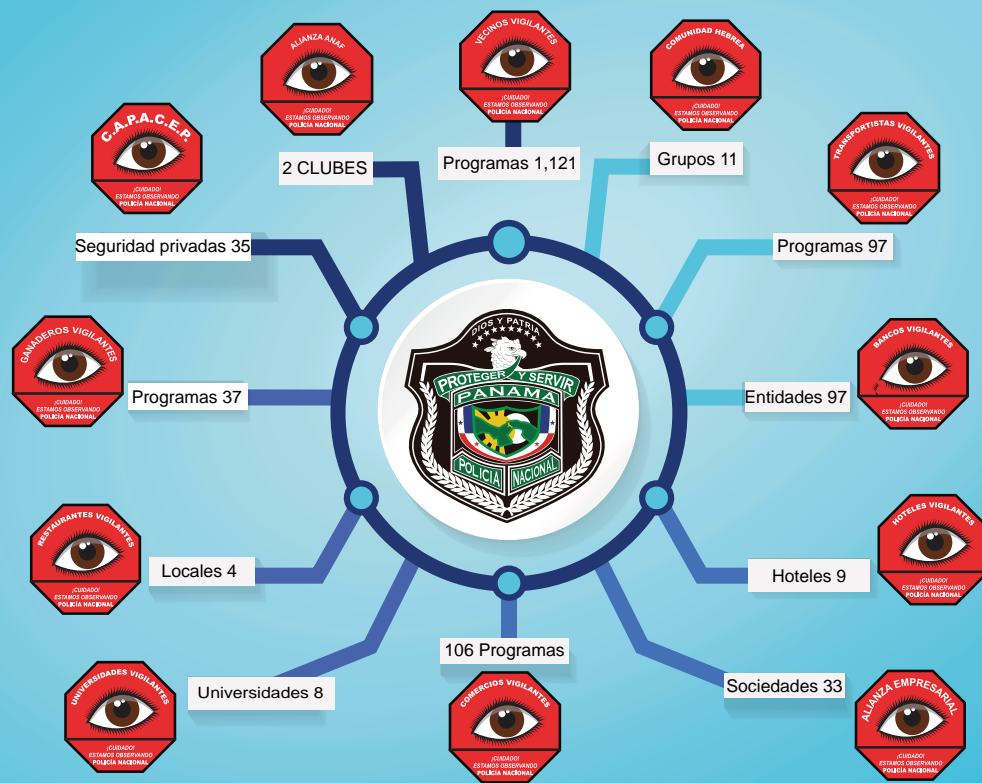 ALIANZA ANAF
¡CUIDADO!
ESTAMOS OBSERVANDO
POLICÍA NACIONAL
2 CLUBES
VECINOS VIGILANTES
¡CUIDADO!
ESTAMOS OBSERVANDO
POLICÍA NACIONAL
Programas 1,121
COMUNIDAD HEBREA
¡CUIDADO!
ESTAMOS OBSERVANDO
POLICÍA NACIONAL
Grupos 11
C.A.P.A.C.E.P.
¡CUIDADO!
ESTAMOS OBSERVANDO
POLICÍA NACIONAL
Seguridad privadas 35
TRANSPORTISTAS VIGILANTES
¡CUIDADO!
ESTAMOS OBSERVANDO
POLICÍA NACIONAL
Programas 97
GANADEROS VIGILANTES
¡CUIDADO!
ESTAMOS OBSERVANDO
POLICÍA NACIONAL
Programas 37
DIOS Y PATRIA
PROTEGER Y SERVIR
PANAMA
POLICIA NACIONAL
BANCOS VIGILANTES
¡CUIDADO!
ESTAMOS OBSERVANDO
POLICÍA NACIONAL
Entidades 97
RESTAURANTES VIGILANTES
¡CUIDADO!
ESTAMOS OBSERVANDO
POLICÍA NACIONAL
Locales 4
HOTELES VIGILANTES
¡CUIDADO!
ESTAMOS OBSERVANDO
POLICÍA NACIONAL
Hoteles 9
UNIVERSIDADES VIGILANTES
¡CUIDADO!
ESTAMOS OBSERVANDO
POLICÍA NACIONAL
Universidades 8
106 Programas
COMERCIOS VIGILANTES
¡CUIDADO!
ESTAMOS OBSERVANDO
POLICÍA NACIONAL
Sociedades 33
ALIANZA EMPRESARIAL
¡CUIDADO!
ESTAMOS OBSERVANDO
POLICÍA NACIONAL